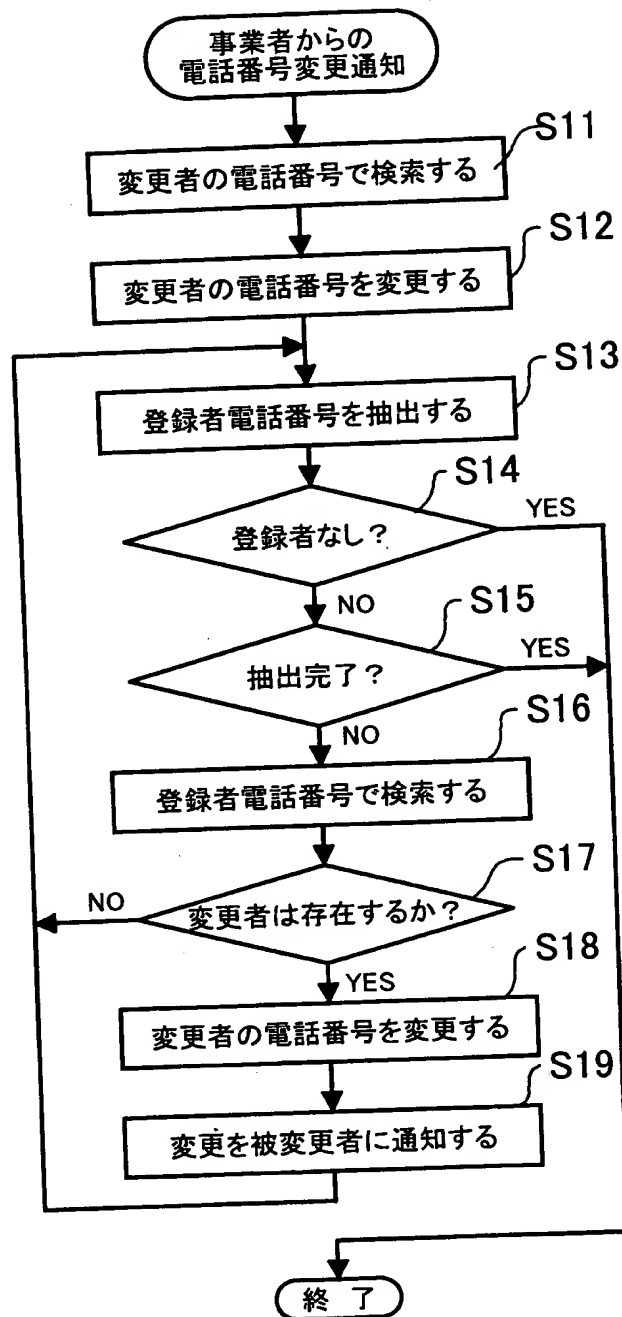 事業者からの
電話番号変更通知
S11
変更者の電話番号で検索する
S12
変更者の電話番号を変更する
S13
登録者電話番号を抽出する
S14
登録者なし?
YES
NO
S15
抽出完了?
YES
NO
S16
登録者電話番号で検索する
S17
変更者は存在するか?
NO
YES
S18
変更者の電話番号を変更する
S19
変更を被変更者に通知する
終 了